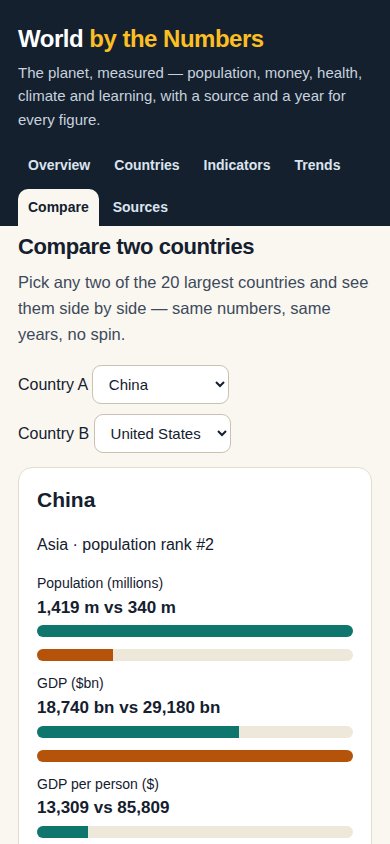 World by the Numbers
The planet, measured — population, money, health,
climate and learning, with a source and a year for
every figure.
Overview Countries Indicators Trends
Compare Sources
Compare two countries
Pick any two of the 20 largest countries and see
them side by side — same numbers, same
years, no spin.
Country A China
Country B United States
China
Asia · population rank #2
Population (millions)
1,419 m vs 340 m
GDP ($bn)
18,740 bn vs 29,180 bn
GDP per person ($)
13,309 vs 85,809